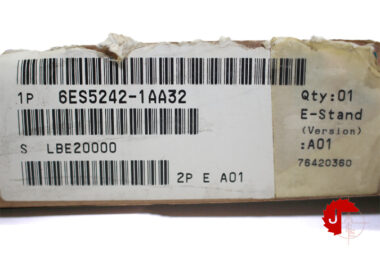 1P 6ES5242-1AA32
S LBE20000
2P E A01
Qty:01
E-Stand
(Version)
:A01
76420360
J